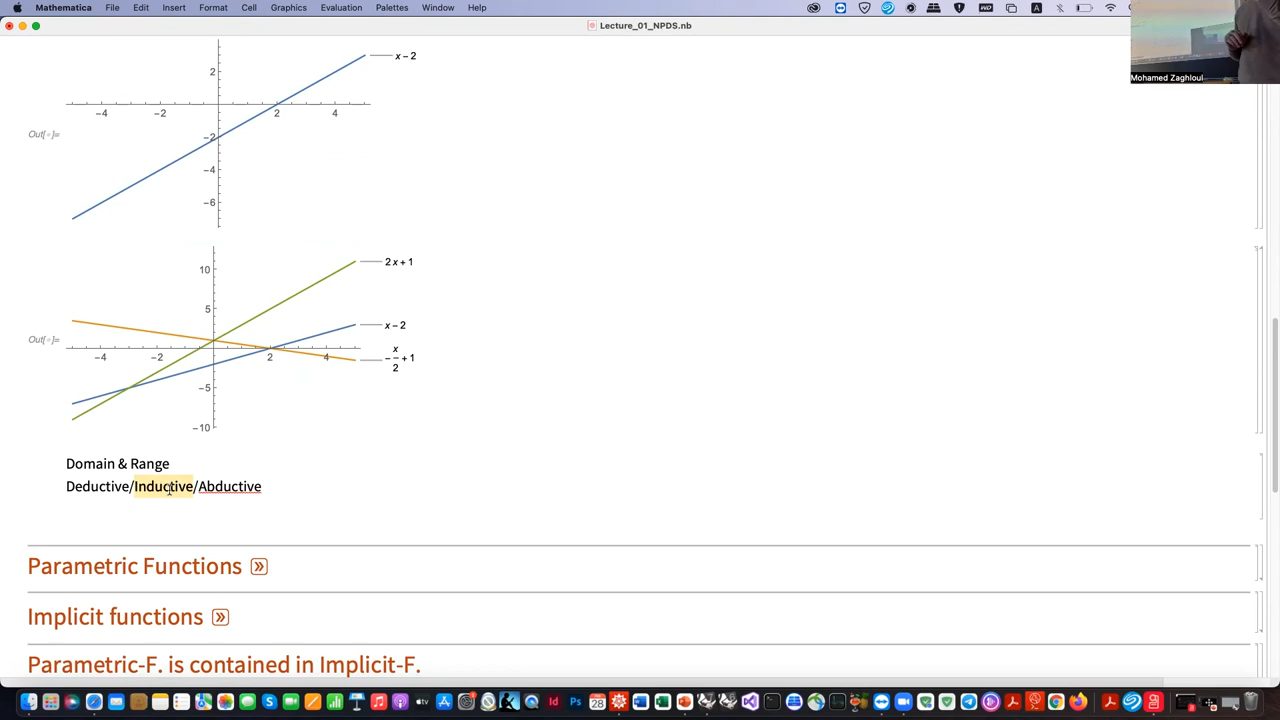 Mathematica File Edit Insert Format Cell Graphics Evaluation Palettes Window Help
Lecture_01_NPDS.nb
Mohamed Zaghloul
x − 2
2
−4 −2 2 4
Out[◦]=
−2
−4
−6
10
2 x + 1
5
x − 2
Out[◦]=
−4 −2 2 4
− x/2 + 1
−5
−10
Domain & Range
Deductive/Inductive/Abductive
Parametric Functions
Implicit functions
Parametric-F. is contained in Implicit-F.